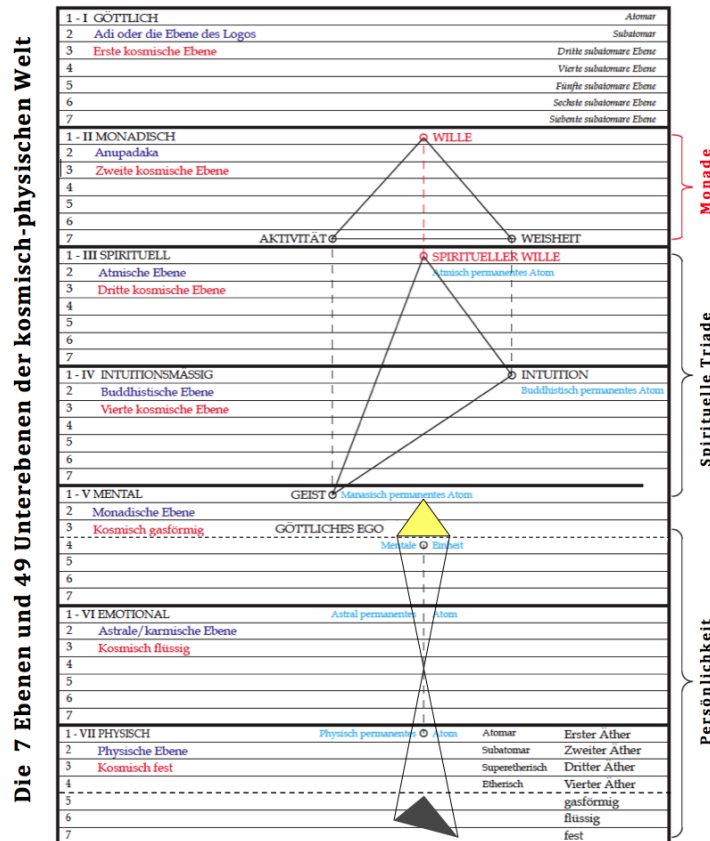 Die 7 Ebenen und 49 Unterebenen der kosmisch-physischen Welt
1 - I GÖTTLICH Atomar
2 Adi oder die Ebene des Logos Subatomar
3 Erste kosmische Ebene Dritte subatomare Ebene
4 Vierte subatomare Ebene
5 Fünfte subatomare Ebene
6 Sechste subatomare Ebene
7 Siebente subatomare Ebene
1 - II MONADISCH WILLE
2 Anupadaka
3 Zweite kosmische Ebene
4
5
6
7 AKTIVITÄT WEISHEIT
Monade
1 - III SPIRITUELL SPIRITUELLER WILLE
2 Atmische Ebene Atmisch permanentes Atom
3 Dritte kosmische Ebene
4
5
6
7
1 - IV INTUITIONSMÄSSIG INTUITION
2 Buddhistische Ebene Buddhistisch permanentes Atom
3 Vierte kosmische Ebene
4
5
6
7
Spirituelle Triade
1 - V MENTAL GEIST Manasisch permanentes Atom
2 Monadische Ebene
3 Kosmisch gasförmig GÖTTLICHES EGO
4 Mentale Einheit
5
6
7
1 - VI EMOTIONAL Astral permanentes Atom
2 Astrale/karmische Ebene
3 Kosmisch flüssig
4
5
6
7
1 - VII PHYSISCH Physisch permanentes Atom Atomar Erster Äther
2 Physische Ebene Subatomar Zweiter Äther
3 Kosmisch fest Superetherisch Dritter Äther
4 Etherisch Vierter Äther
5 gasförmig
6 flüssig
7 fest
Persönlichkeit